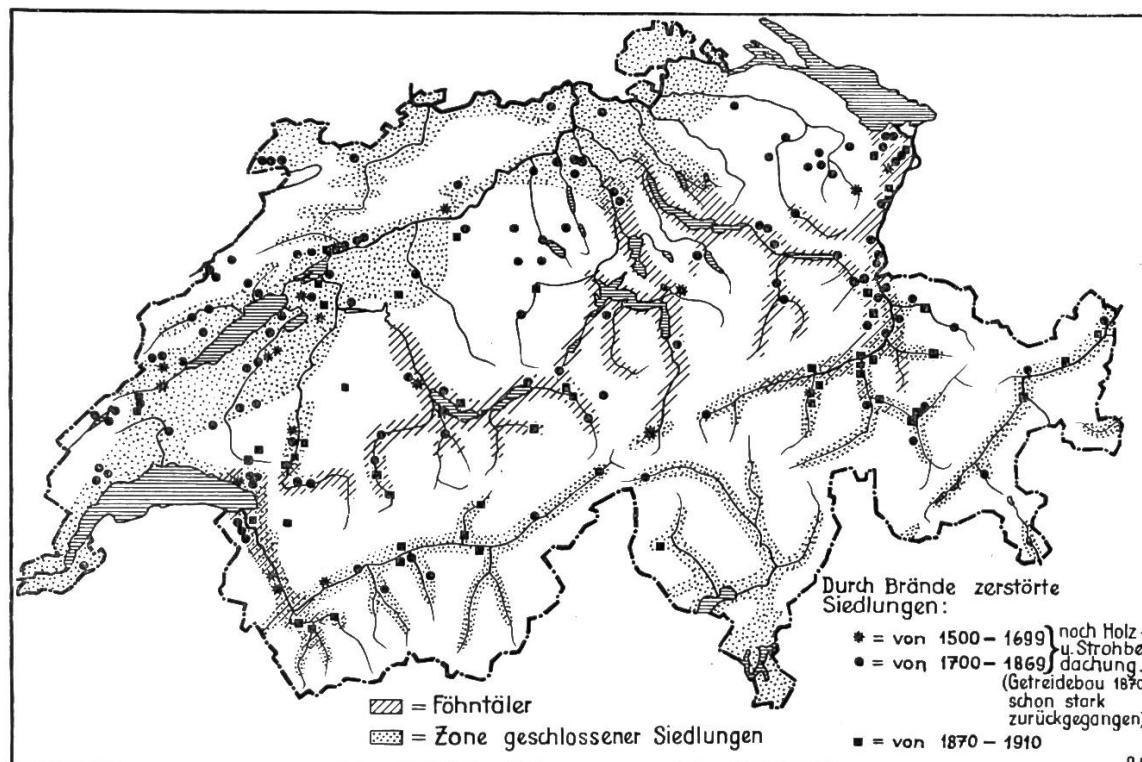 Durch Brände zerstörte
Siedlungen:
✷ = von 1500 – 1699 } noch Holz-
● = von 1700 – 1869 } u. Strohbe
dachung.
(Getreidebau 1870
schon stark
zurückgegangen)
■ = von 1870 – 1910
= Föhntäler
= Zone geschlossener Siedlungen